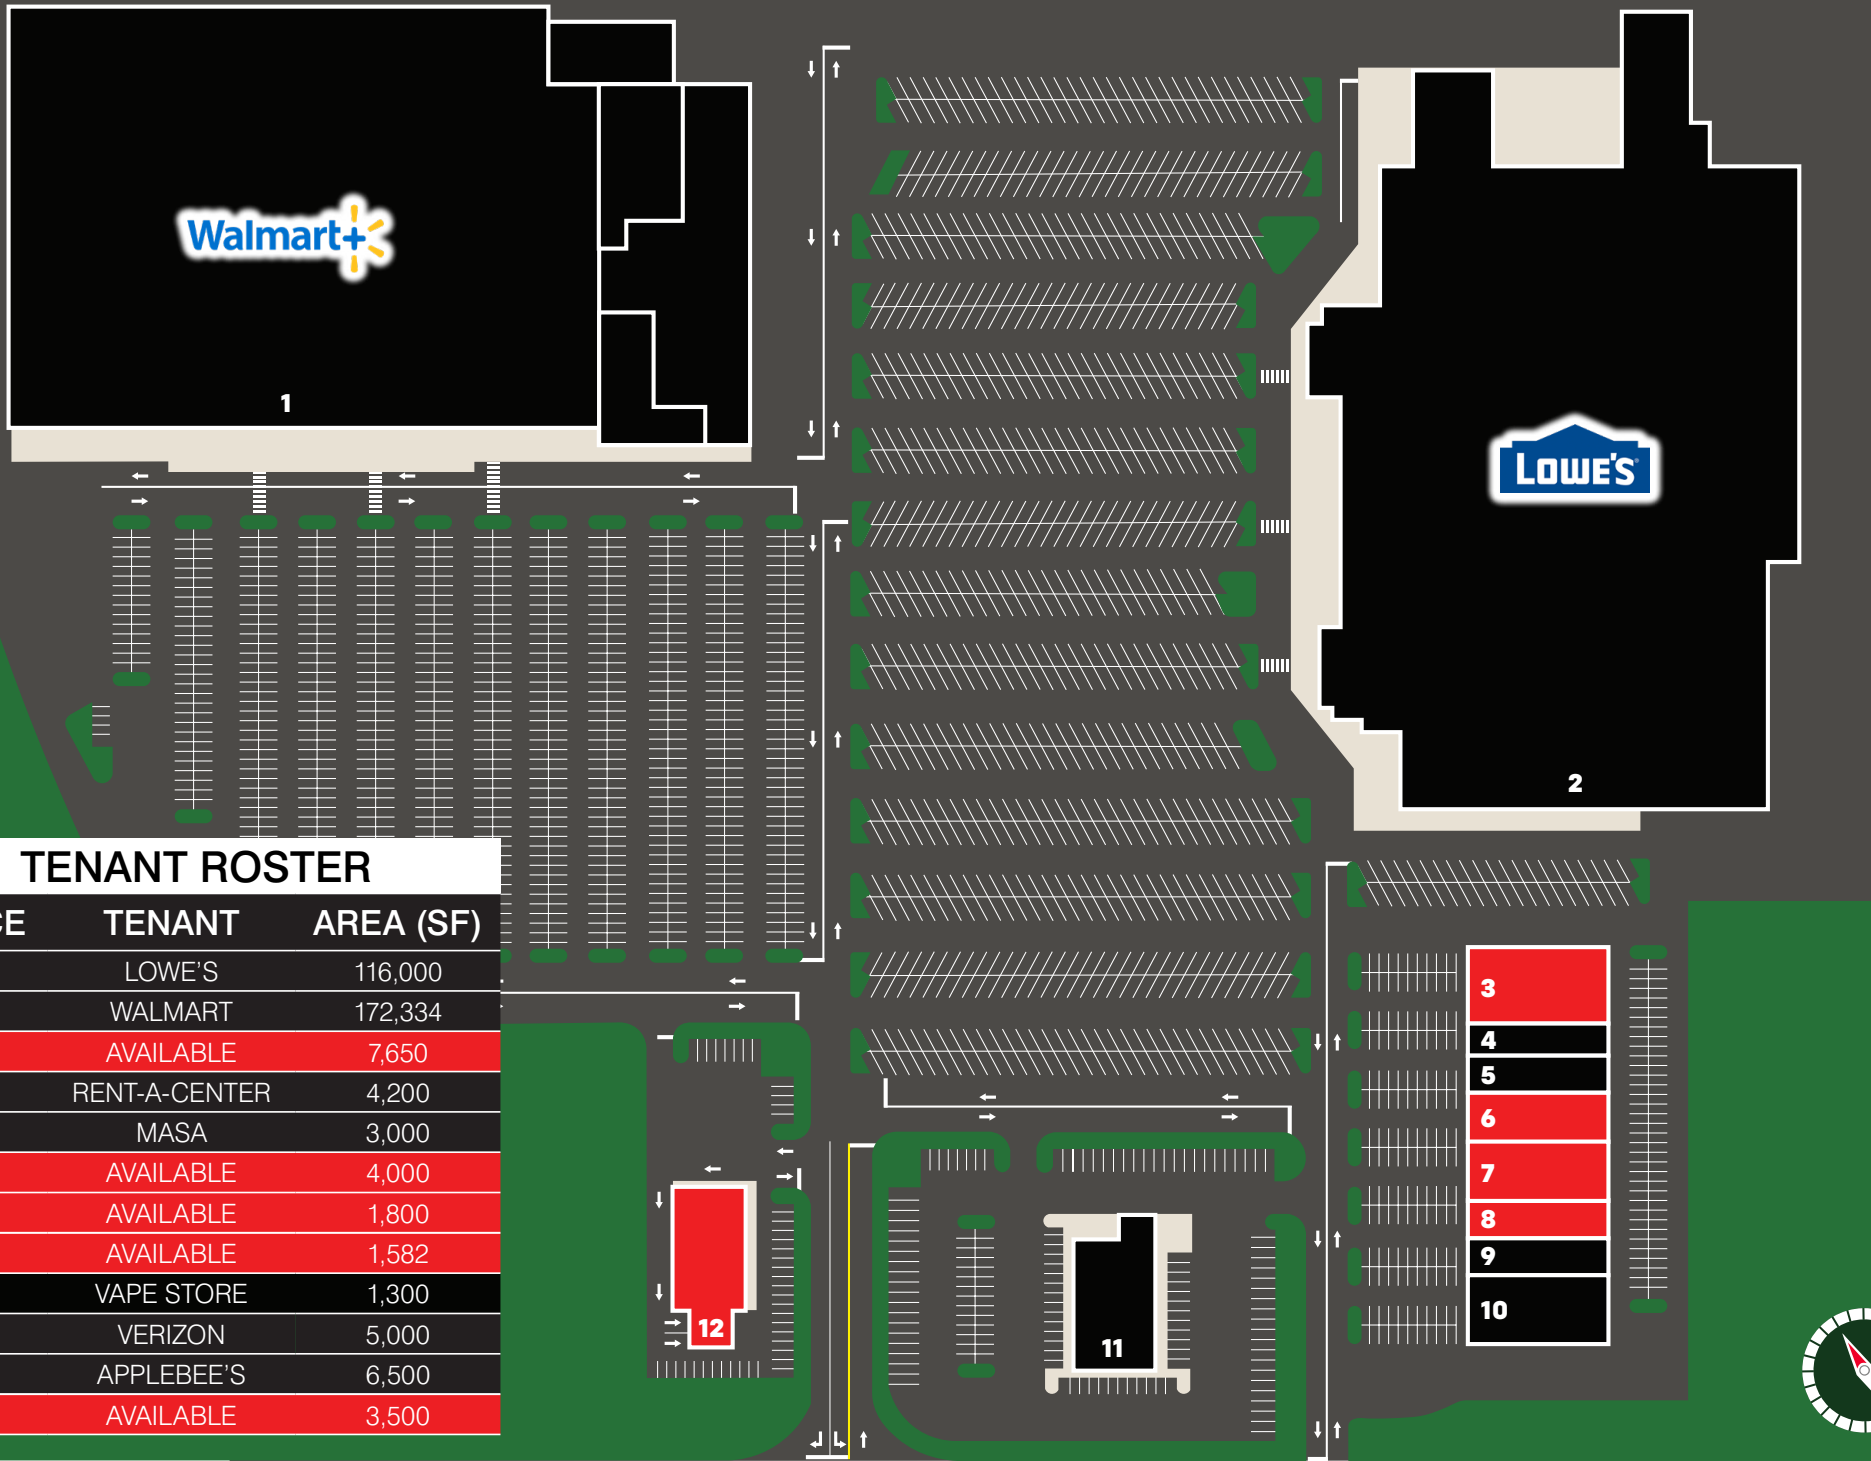 Walmart+
1
LOWE'S
2
TENANT ROSTER
CE TENANT AREA (SF)
LOWE'S 116,000
WALMART 172,334
AVAILABLE 7,650
RENT-A-CENTER 4,200
MASA 3,000
AVAILABLE 4,000
AVAILABLE 1,800
AVAILABLE 1,582
VAPE STORE 1,300
VERIZON 5,000
APPLEBEE'S 6,500
AVAILABLE 3,500
3
4
5
6
7
8
9
10
11
12